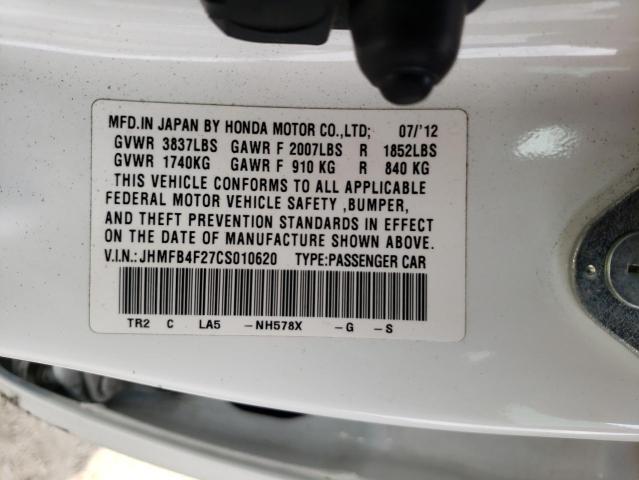 MFD.IN JAPAN BY HONDA MOTOR CO.,LTD; 07/'12
GVWR 3837LBS GAWR F 2007LBS R 1852LBS
GVWR 1740KG GAWR F 910 KG R 840 KG
THIS VEHICLE CONFORMS TO ALL APPLICABLE
FEDERAL MOTOR VEHICLE SAFETY ,BUMPER,
AND THEFT PREVENTION STANDARDS IN EFFECT
ON THE DATE OF MANUFACTURE SHOWN ABOVE.
V.I.N.:JHMFB4F27CS010620 TYPE:PASSENGER CAR
TR2 C LA5 -NH578X -G -S